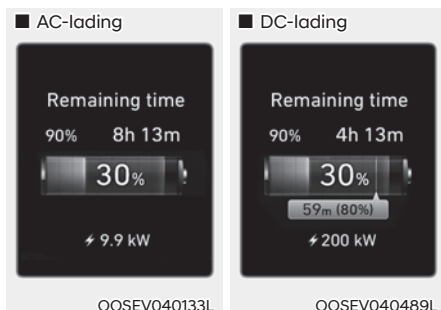 ■ AC-lading
Remaining time
90% 8h 13m
30%
9.9 kW
OOSEV040133L
■ DC-lading
Remaining time
90% 4h 13m
30%
59m (80%)
200 kW
OOSEV040489L